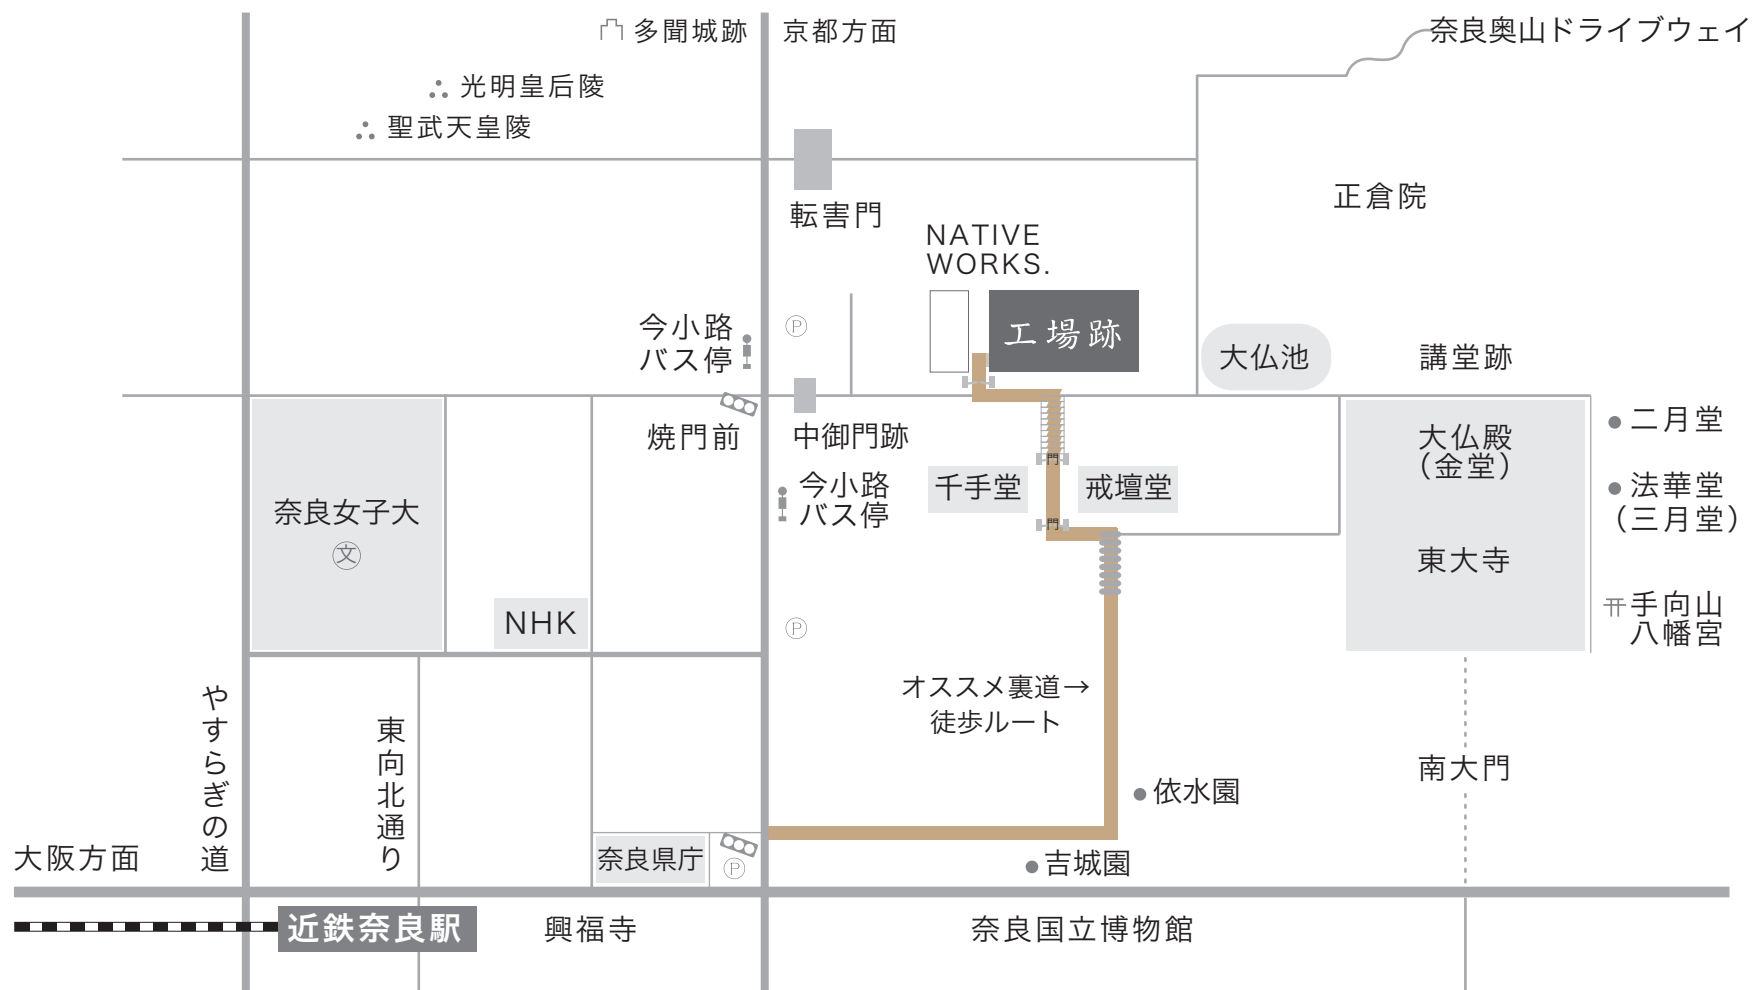 多聞城跡
京都方面
奈良奥山ドライブウェイ
光明皇后陵
聖武天皇陵
正倉院
転害門
NATIVE
WORKS.
今小路
バス停
Ⓟ
工場跡
大仏池
講堂跡
焼門前
中御門跡
大仏殿
（金堂）
二月堂
門
千手堂
戒壇堂
今小路
バス停
法華堂
（三月堂）
奈良女子大
文
門
東大寺
NHK
Ⓟ
手向山
八幡宮
オススメ裏道→
徒歩ルート
やすらぎの道
東向北通り
南大門
依水園
大阪方面
奈良県庁
Ⓟ
吉城園
近鉄奈良駅
興福寺
奈良国立博物館